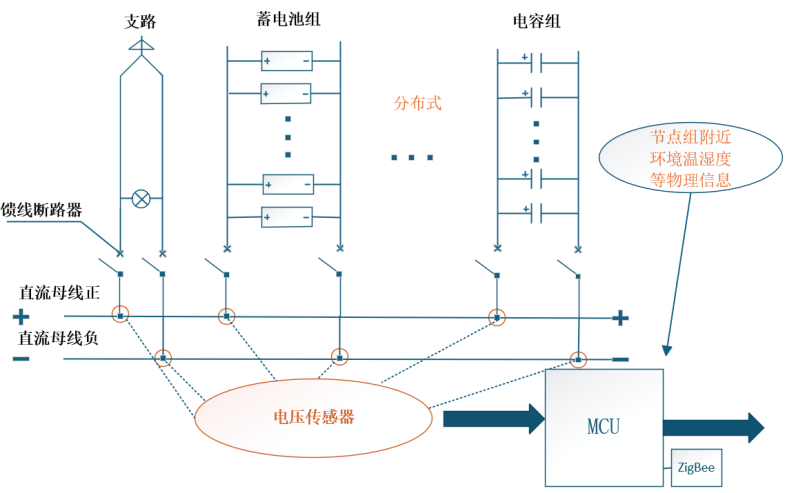 支路
蓄电池组
电容组
分布式
节点组附近
环境温湿度
等物理信息
馈线断路器
直流母线正
直流母线负
电压传感器
MCU
ZigBee